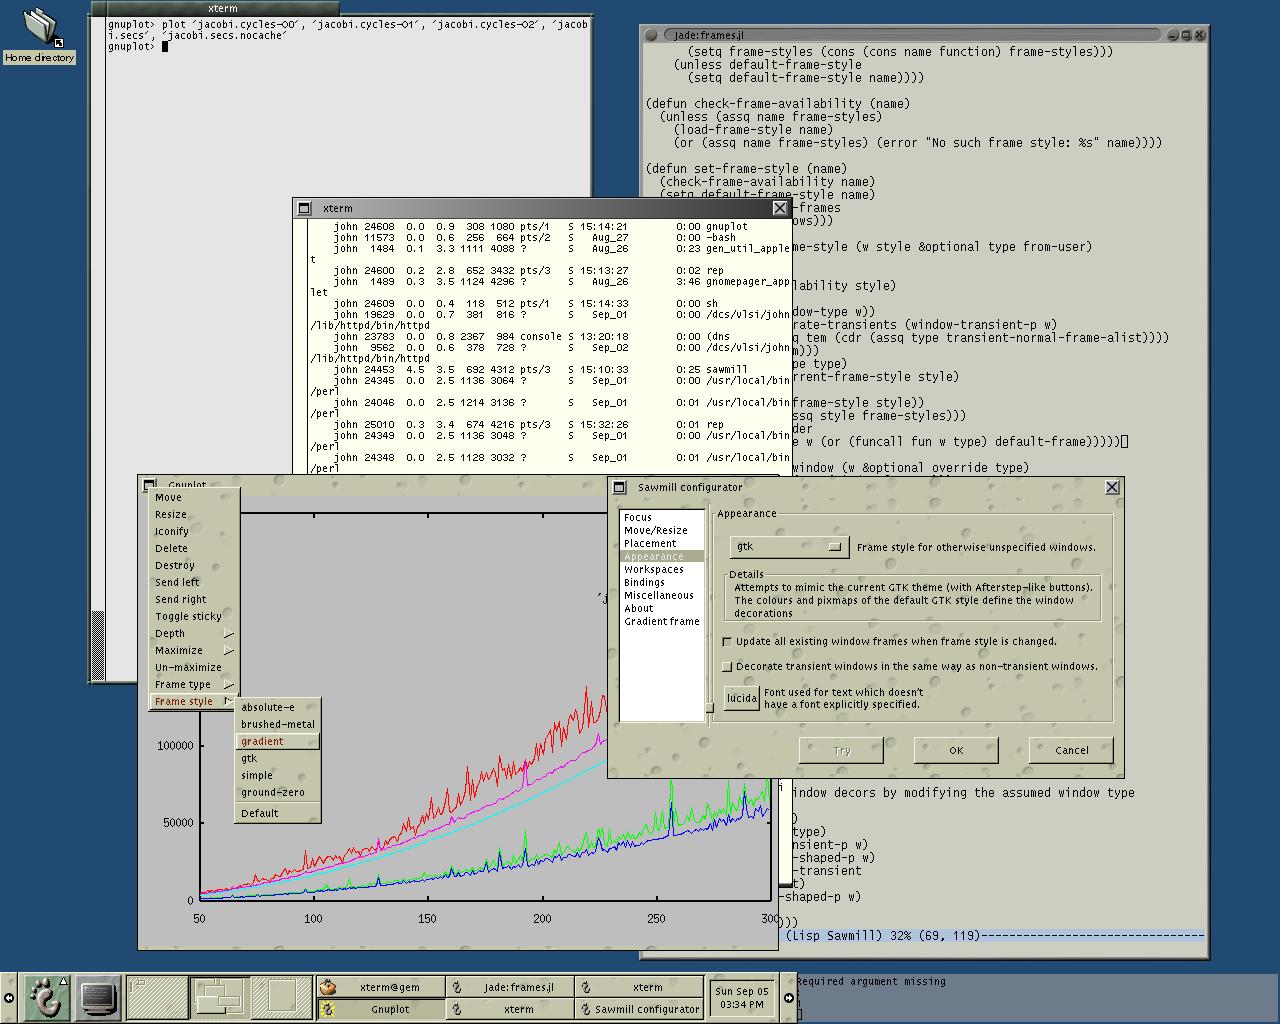 xterm
gnuplot> plot 'jacobi.cycles-O0', 'jacobi.cycles-O1', 'jacobi.cycles-O2', 'jacob
i.secs', 'jacobi.secs.nocache'
gnuplot>
Home directory
Jade: frames.jl
(setq frame-styles (cons (cons name function) frame-styles)))
(unless default-frame-style
(setq default-frame-style name))))
(defun check-frame-availability (name)
(unless (assq name frame-styles)
(load-frame-style name)
(or (assq name frame-styles) (error "No such frame style: %s" name))))
(defun set-frame-style (name)
(check-frame-availability name)
(setq default-frame-style name)
-frames
ows)))
me-style (w style &optional type from-user)
lability style)
dow-type w))
rate-transients (window-transient-p w)
q tem (cdr (assq type transient-normal-frame-alist))))
m)))
pe type)
rrent-frame-style style)
frame-style style))
ssq style frame-styles)))
der
e w (or (funcall fun w type) default-frame)))))
window (w &optional override type)
indow decors by modifying the assumed window type
)
type)
nsient-p w)
-shaped-p w)
-transient
t)
-shaped-p w)
)))
(Lisp Sawmill) 32% (69, 119)
xterm
john 24608 0.0 0.9 308 1080 pts/1 S 15:14:21 0:00 gnuplot
john 11573 0.0 0.6 256 664 pts/2 S Aug_27 0:00 -bash
john 1484 0.1 3.3 1111 4088 ? S Aug_26 0:23 gen_util_apple
t
john 24600 0.2 2.8 652 3432 pts/3 S 15:13:27 0:02 rep
john 1489 0.3 3.5 1124 4296 ? S Aug_26 3:46 gnomepager_app
let
john 24609 0.0 0.4 118 512 pts/1 S 15:14:33 0:00 sh
john 19629 0.0 0.7 381 816 ? S Sep_01 0:00 /dcs/vlsi/john
/lib/httpd/bin/httpd
john 23783 0.0 0.8 2367 984 console S 13:20:18 0:00 (dns
john 9562 0.0 0.6 378 728 ? S Sep_02 0:00 /dcs/vlsi/john
/lib/httpd/bin/httpd
john 24453 4.5 3.5 692 4312 pts/3 S 15:10:33 0:25 sawmill
john 24345 0.0 2.5 1136 3064 ? S Sep_01 0:00 /usr/local/bin
/perl
john 24046 0.0 2.5 1214 3136 ? S Sep_01 0:01 /usr/local/bin
/perl
john 25010 0.3 3.4 674 4216 pts/3 S 15:32:26 0:01 rep
john 24349 0.0 2.5 1136 3048 ? S Sep_01 0:00 /usr/local/bin
/perl
john 24348 0.0 2.5 1128 3032 ? S Sep_01 0:01 /usr/local/bin
/perl
Gnuplot
Move
Resize
Iconify
Delete
Destroy
Send left
Send right
Toggle sticky
Depth
Maximize
Un-maximize
Frame type
Frame style
absolute-e
brushed-metal
gradient
gtk
simple
ground-zero
Default
'j
100000
50000
0
50 100 150 200 250 300
Sawmill configurator
Focus
Move/Resize
Placement
Appearance
Workspaces
Bindings
Miscellaneous
About
Gradient frame
Appearance
gtk Frame style for otherwise unspecified windows.
Details
Attempts to mimic the current GTK theme (with Afterstep-like buttons).
The colours and pixmaps of the default GTK style define the window
decorations
Update all existing window frames when frame style is changed.
Decorate transient windows in the same way as non-transient windows.
lucida Font used for text which doesn't
have a font explicitly specified.
Try OK Cancel
xterm@gem Jade: frames.jl xterm
Gnuplot xterm Sawmill configurator
Sun Sep 05
03:34 PM
Required argument missing